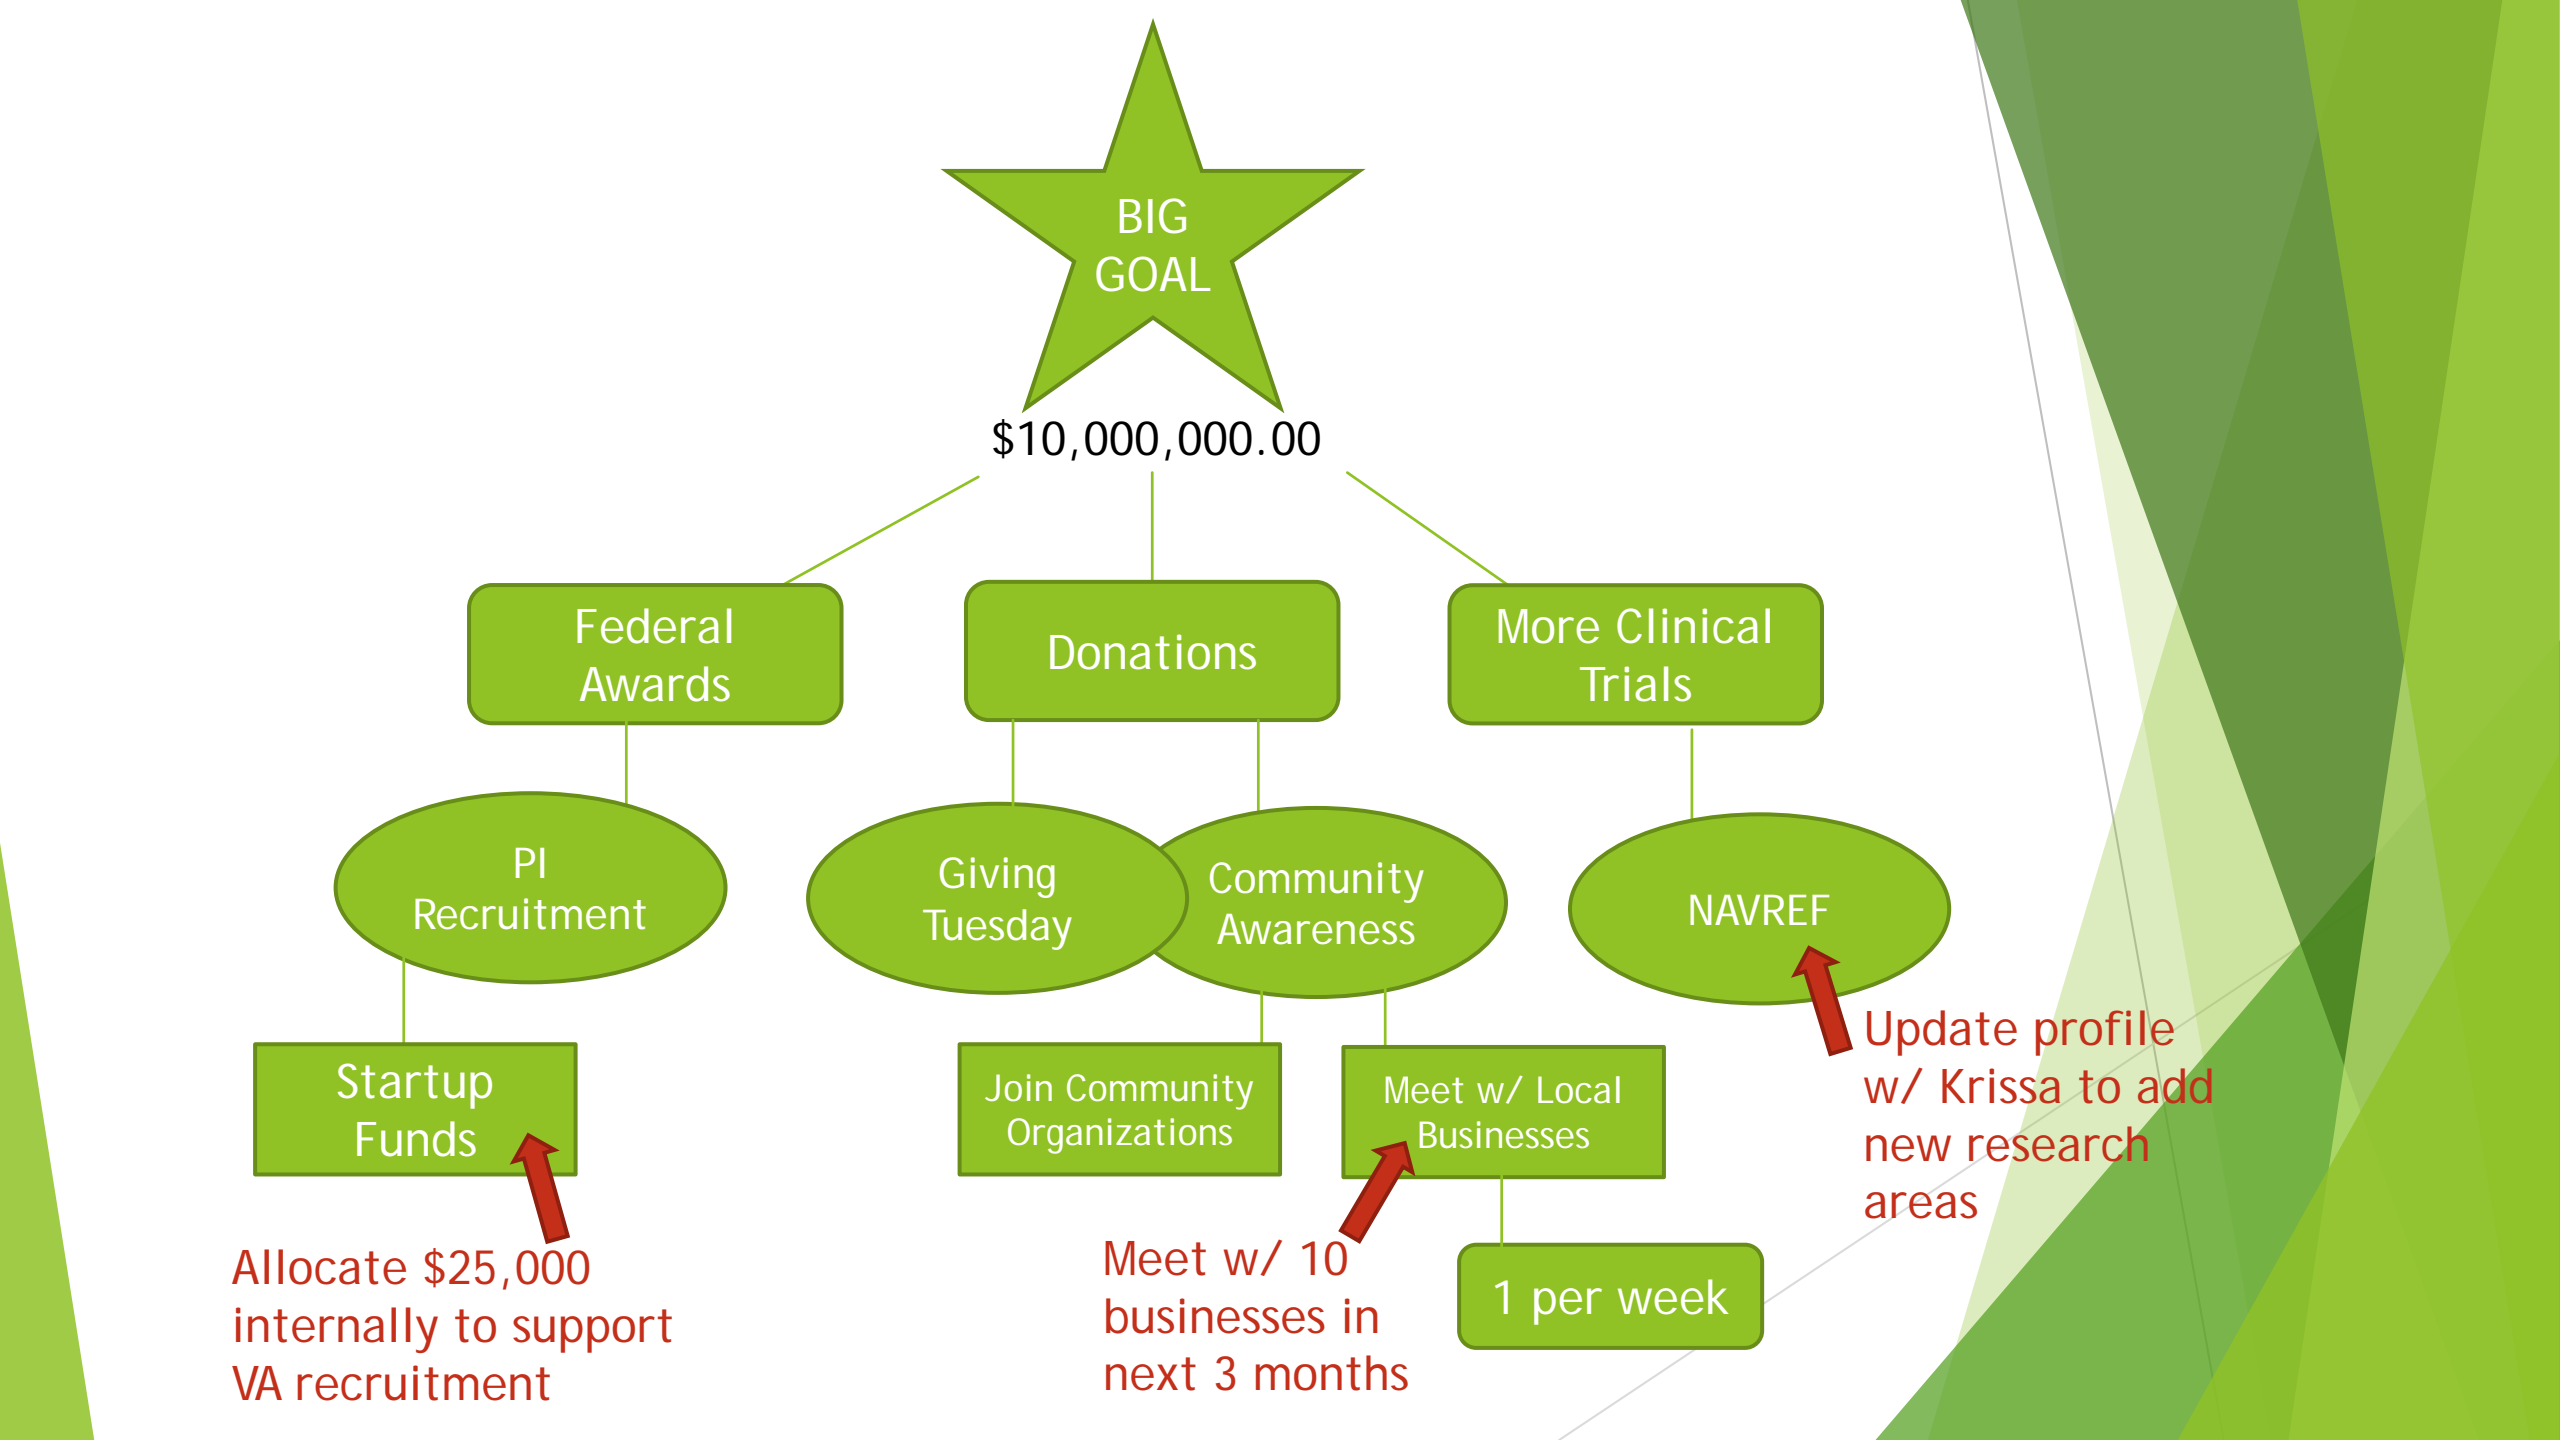 BIG
GOAL
$10,000,000.00
Federal
Awards
Donations
More Clinical
Trials
PI
Recruitment
Giving
Tuesday
Community
Awareness
NAVREF
Startup
Funds
Join Community
Organizations
Meet w/ Local
Businesses
Update profile
w/ Krissa to add
new research
areas
Allocate $25,000
internally to support
VA recruitment
Meet w/ 10
businesses in
next 3 months
1 per week